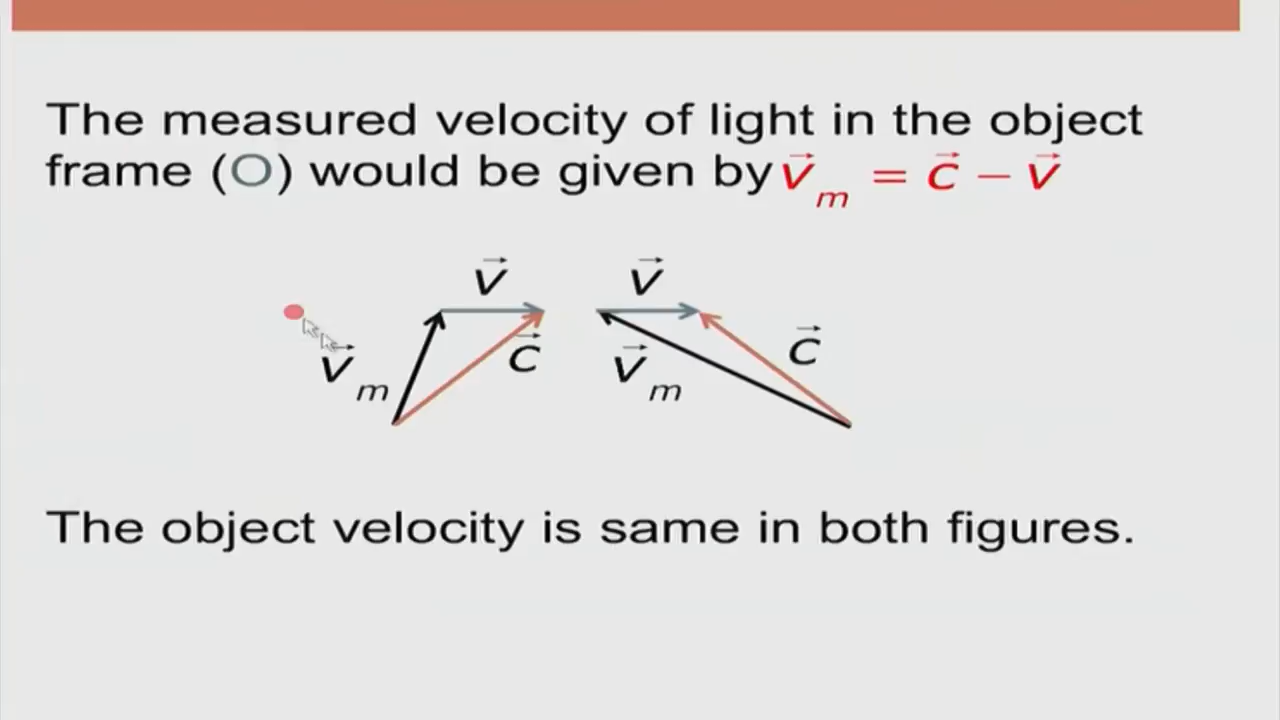 The measured velocity of light in the object
frame (O) would be given by v⃗ₘ = c⃗ − v⃗
v⃗ v⃗
v⃗ₘ c⃗ v⃗ₘ c⃗
The object velocity is same in both figures.